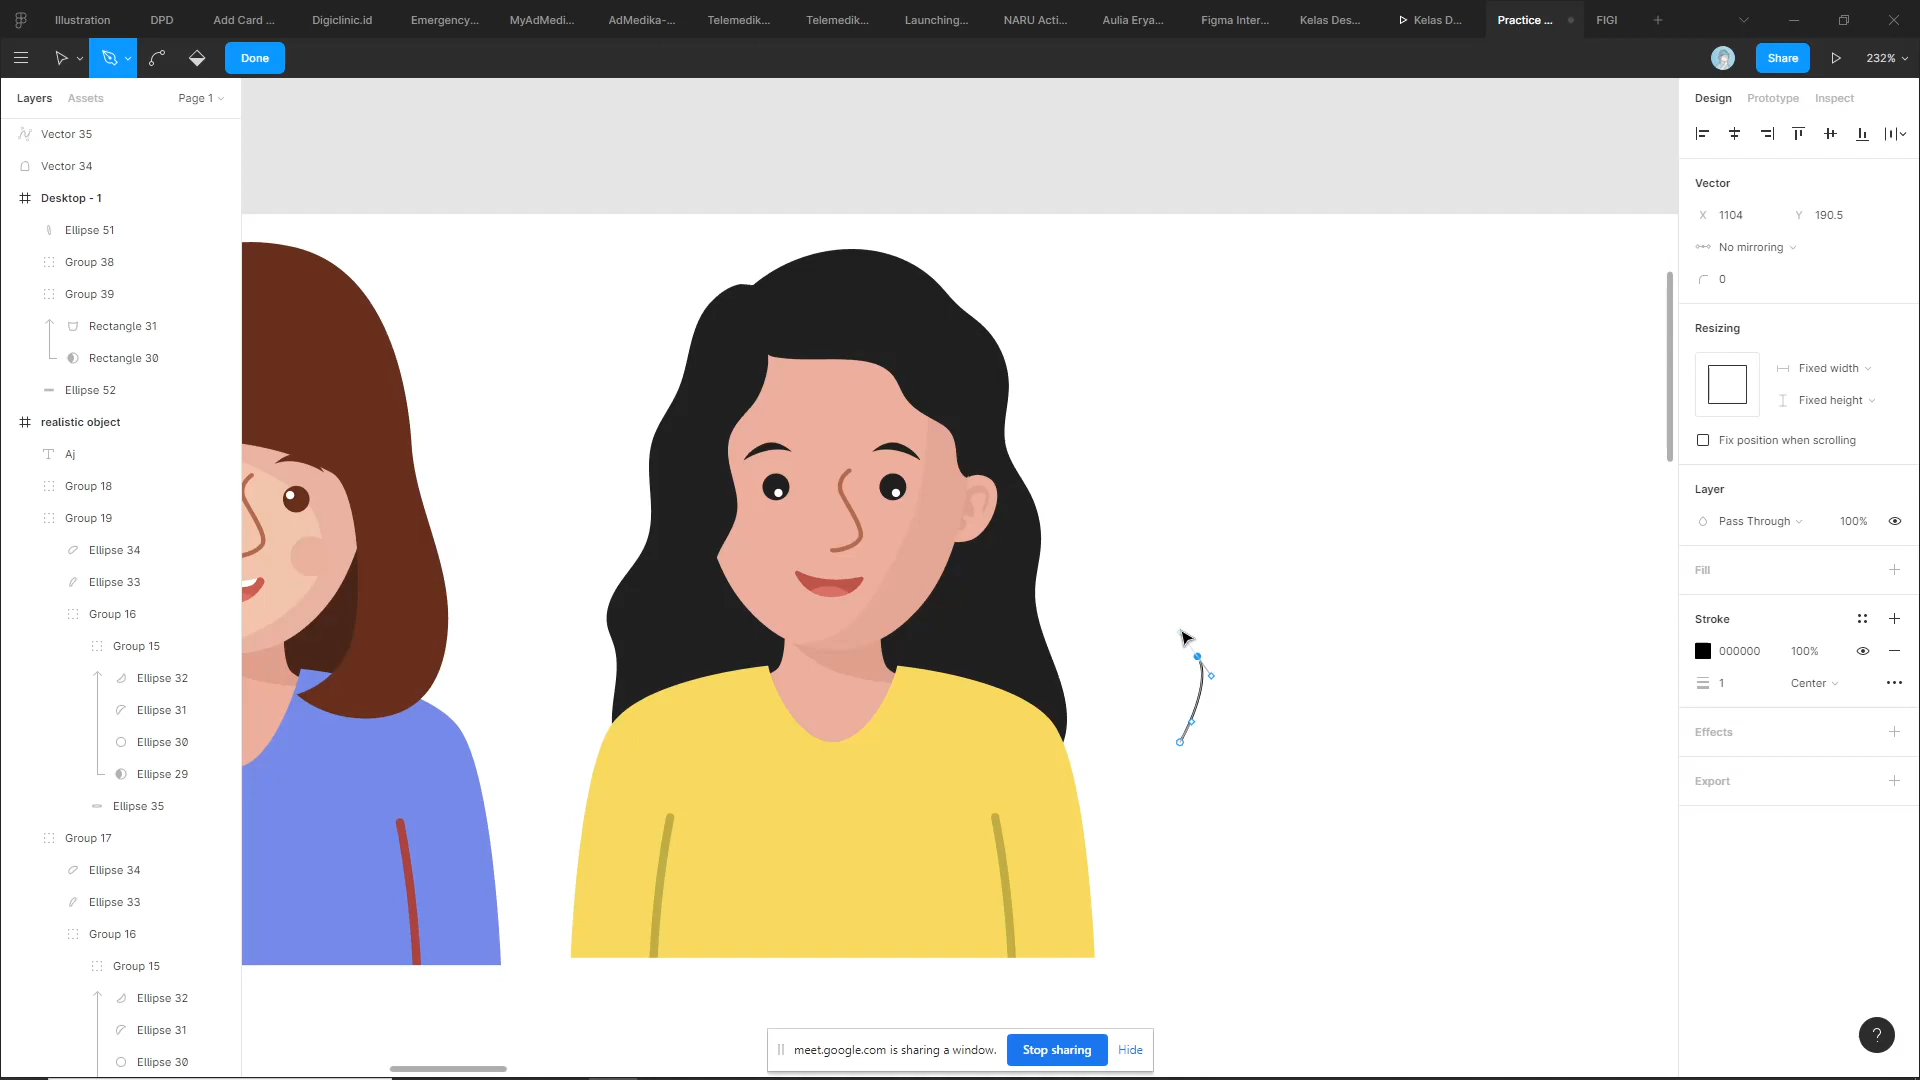 Illustration
DPD
Add Card ...
Digiclinic.id
Emergency...
MyAdMedi...
AdMedika-...
Telemedik...
Telemedik...
Launching...
NARU Acti...
Aulia Erya...
Figma Inter...
Kelas Des...
Kelas D...
Practice ...
FIGI
Done
Share
232%
Layers
Assets
Page 1
Vector 35
Vector 34
Desktop - 1
Ellipse 51
Group 38
Group 39
Rectangle 31
Rectangle 30
Ellipse 52
realistic object
Aj
Group 18
Group 19
Ellipse 34
Ellipse 33
Group 16
Group 15
Ellipse 32
Ellipse 31
Ellipse 30
Ellipse 29
Ellipse 35
Group 17
Ellipse 34
Ellipse 33
Group 16
Group 15
Ellipse 32
Ellipse 31
Ellipse 30
meet.google.com is sharing a window.
Stop sharing
Hide
Design
Prototype
Inspect
Vector
X 1104
Y 190.5
No mirroring
0
Resizing
Fixed width
Fixed height
Fix position when scrolling
Layer
Pass Through
100%
Fill
Stroke
000000
100%
1
Center
Effects
Export
?